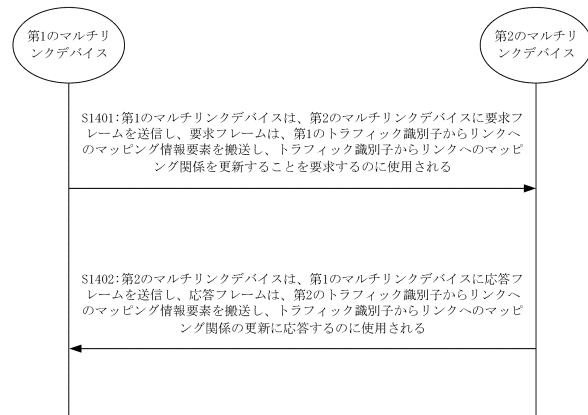 第1のマルチリ
ンクデバイス
第2のマルチリ
ンクデバイス
S1401:第1のマルチリンクデバイスは、第2のマルチリンクデバイスに要求
フレームを送信し、要求フレームは、第1のトラフィック識別子からリンクへ
のマッピング情報要素を搬送し、トラフィック識別子からリンクへのマッピ
ング関係を更新することを要求するのに使用される
S1402:第2のマルチリンクデバイスは、第1のマルチリンクデバイスに応答フ
レームを送信し、応答フレームは、第2のトラフィック識別子からリンクへ
のマッピング情報要素を搬送し、トラフィック識別子からリンクへのマッピ
ング関係の更新に応答するのに使用される